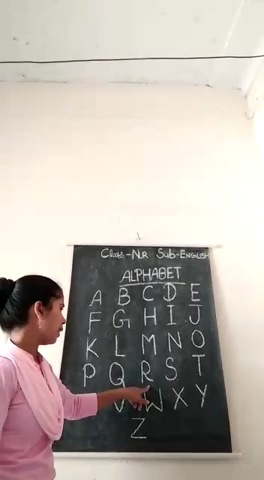 Class-Nur Sub-English
ALPHABET
A B C D E
F G H I J
K L M N O
P Q R S T
V W X Y
Z